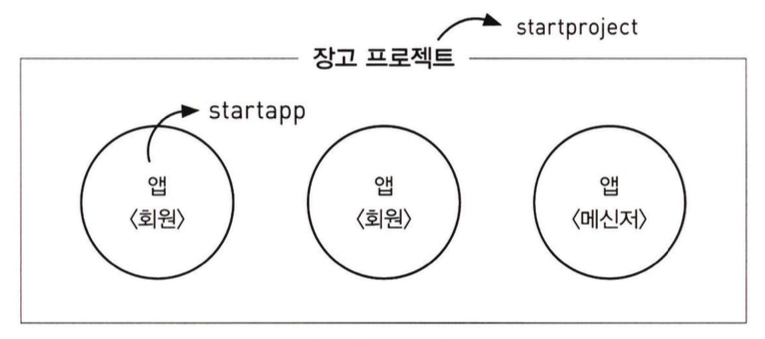 startproject
장고 프로젝트
startapp
앱
〈회원〉
앱
〈회원〉
앱
〈메신저〉